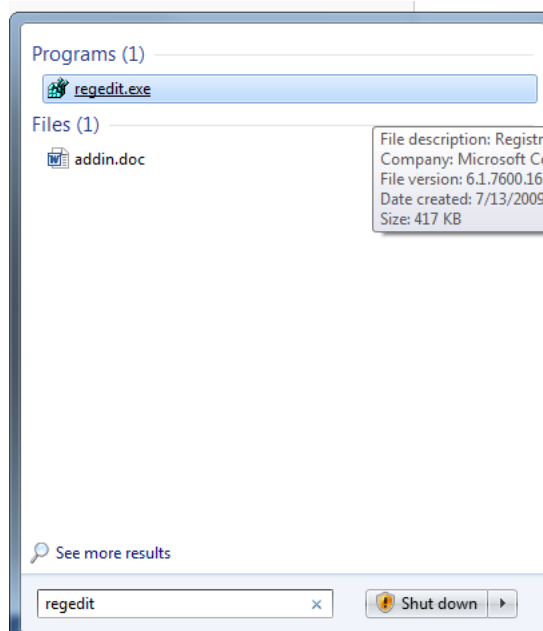 Programs (1)
regedit.exe
Files (1)
addin.doc
File description: Registr
Company: Microsoft C
File version: 6.1.7600.16
Date created: 7/13/2009
Size: 417 KB
See more results
regedit
Shut down